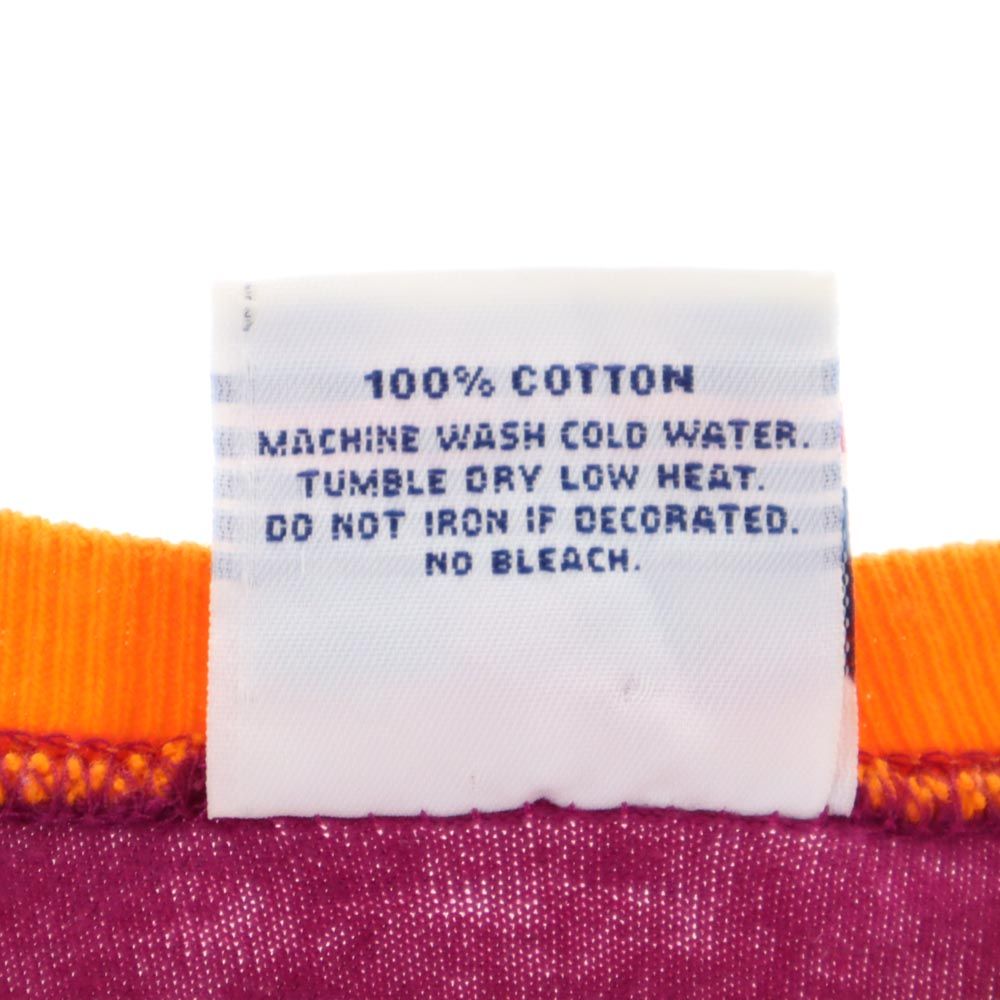 100% COTTON
MACHINE WASH COLD WATER.
TUMBLE DRY LOW HEAT.
DO NOT IRON IF DECORATED.
NO BLEACH.